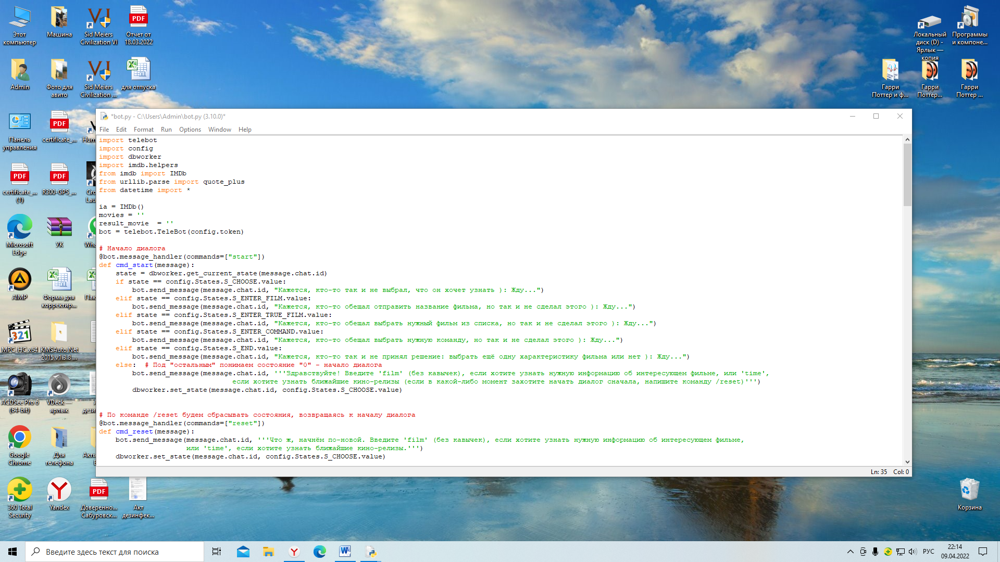 Этот
компьютер
Машина
Sid Meiers
Civilization VI
PDF
Отчет от
18.03.2022
Локальный
диск (D) -
Ярлык —
копия
Программы
и компоне...
Admin
Фото для
авито
Sid Meiers
Civilization ...
для отпуска
Гарри
Поттер и ф...
Гарри
Поттер...
Гарри
Поттер ...
Панель
управления
PDF
certificate_...
PDF
certificate_...
(1)
PDF
R300-GPS_...
Microsoft
Edge
УК
AIMP
Форма для
корректир...
MPC-HC x64
KMSAuto Net
2015 v1.3.8 ...
ACDSee Pro 6
(64-bit)
VDeck —
ярлык
Google
Chrome
Для
телефона
360 Total
Security
Yandex
PDF
Доверенно...
Сабуровск...
Акт
дезинфек...
Корзина
*bot.py - C:\Users\Admin\bot.py (3.10.0)*
File Edit Format Run Options Window Help
import telebot
import config
import dbworker
import imdb.helpers
from imdb import IMDb
from urllib.parse import quote_plus
from datetime import *
ia = IMDb()
movies = ''
result_movie  = ''
bot = telebot.TeleBot(config.token)
# Начало диалога
@bot.message_handler(commands=["start"])
def cmd_start(message):
    state = dbworker.get_current_state(message.chat.id)
    if state == config.States.S_CHOOSE.value:
        bot.send_message(message.chat.id, "Кажется, кто-то так и не выбрал, что он хочет узнать ): Жду...")
    elif state == config.States.S_ENTER_FILM.value:
        bot.send_message(message.chat.id, "Кажется, кто-то обещал отправить название фильма, но так и не сделал этого ): Жду...")
    elif state == config.States.S_ENTER_TRUE_FILM.value:
        bot.send_message(message.chat.id, "Кажется, кто-то обещал выбрать нужный фильм из списка, но так и не сделал этого ): Жду...")
    elif state == config.States.S_ENTER_COMMAND.value:
        bot.send_message(message.chat.id, "Кажется, кто-то обещал выбрать нужную команду, но так и не сделал этого ): Жду...")
    elif state == config.States.S_END.value:
        bot.send_message(message.chat.id, "Кажется, кто-то так и не принял решение: выбрать ещё одну характеристику фильма или нет ): Жду...")
    else:  # Под "остальным" понимаем состояние "0" - начало диалога
        bot.send_message(message.chat.id, '''Здравствуйте! Введите 'film' (без кавычек), если хотите узнать нужную информацию об интересующем фильме, или 'time',
                                если хотите узнать ближайшие кино-релизы (если в какой-либо момент захотите начать диалог сначала, напишите команду /reset)''')
        dbworker.set_state(message.chat.id, config.States.S_CHOOSE.value)
# По команде /reset будем сбрасывать состояния, возвращаясь к началу диалога
@bot.message_handler(commands=["reset"])
def cmd_reset(message):
    bot.send_message(message.chat.id, '''Что ж, начнём по-новой. Введите 'film' (без кавычек), если хотите узнать нужную информацию об интересующем фильме,
                     или 'time', если хотите узнать ближайшие кино-релизы.''')
    dbworker.set_state(message.chat.id, config.States.S_CHOOSE.value)
Ln: 35 Col: 0
Введите здесь текст для поиска
РУС
22:14
09.04.2022